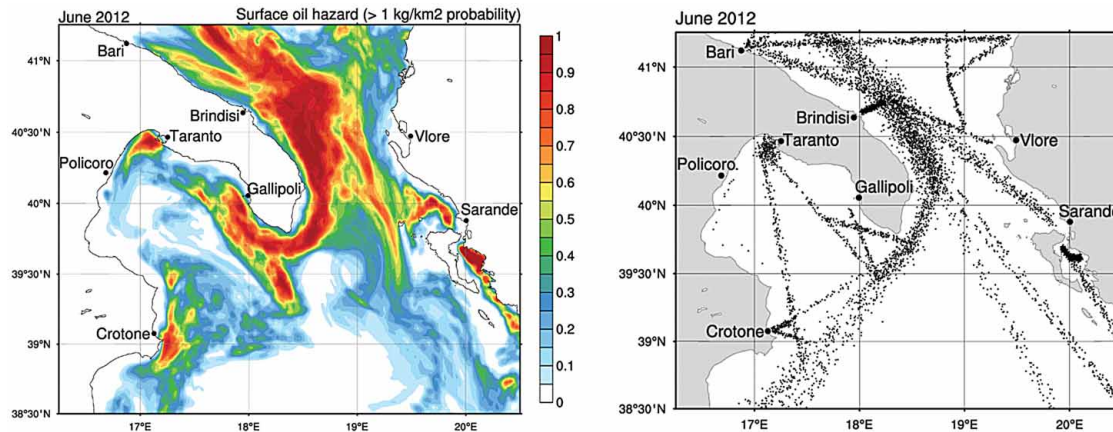 June 2012 Surface oil hazard (> 1 kg/km2 probability)
Bari
Brindisi
Taranto
Vlore
Policoro
Gallipoli
Sarande
Crotone
41°N
40°30'N
40°N
39°30'N
39°N
38°30'N
17°E
18°E
19°E
20°E
1
0.9
0.8
0.7
0.6
0.5
0.4
0.3
0.2
0.1
0
June 2012
Bari
Brindisi
Taranto
Vlore
Policoro
Gallipoli
Sarande
Crotone
41°N
40°30'N
40°N
39°30'N
39°N
38°30'N
17°E
18°E
19°E
20°E